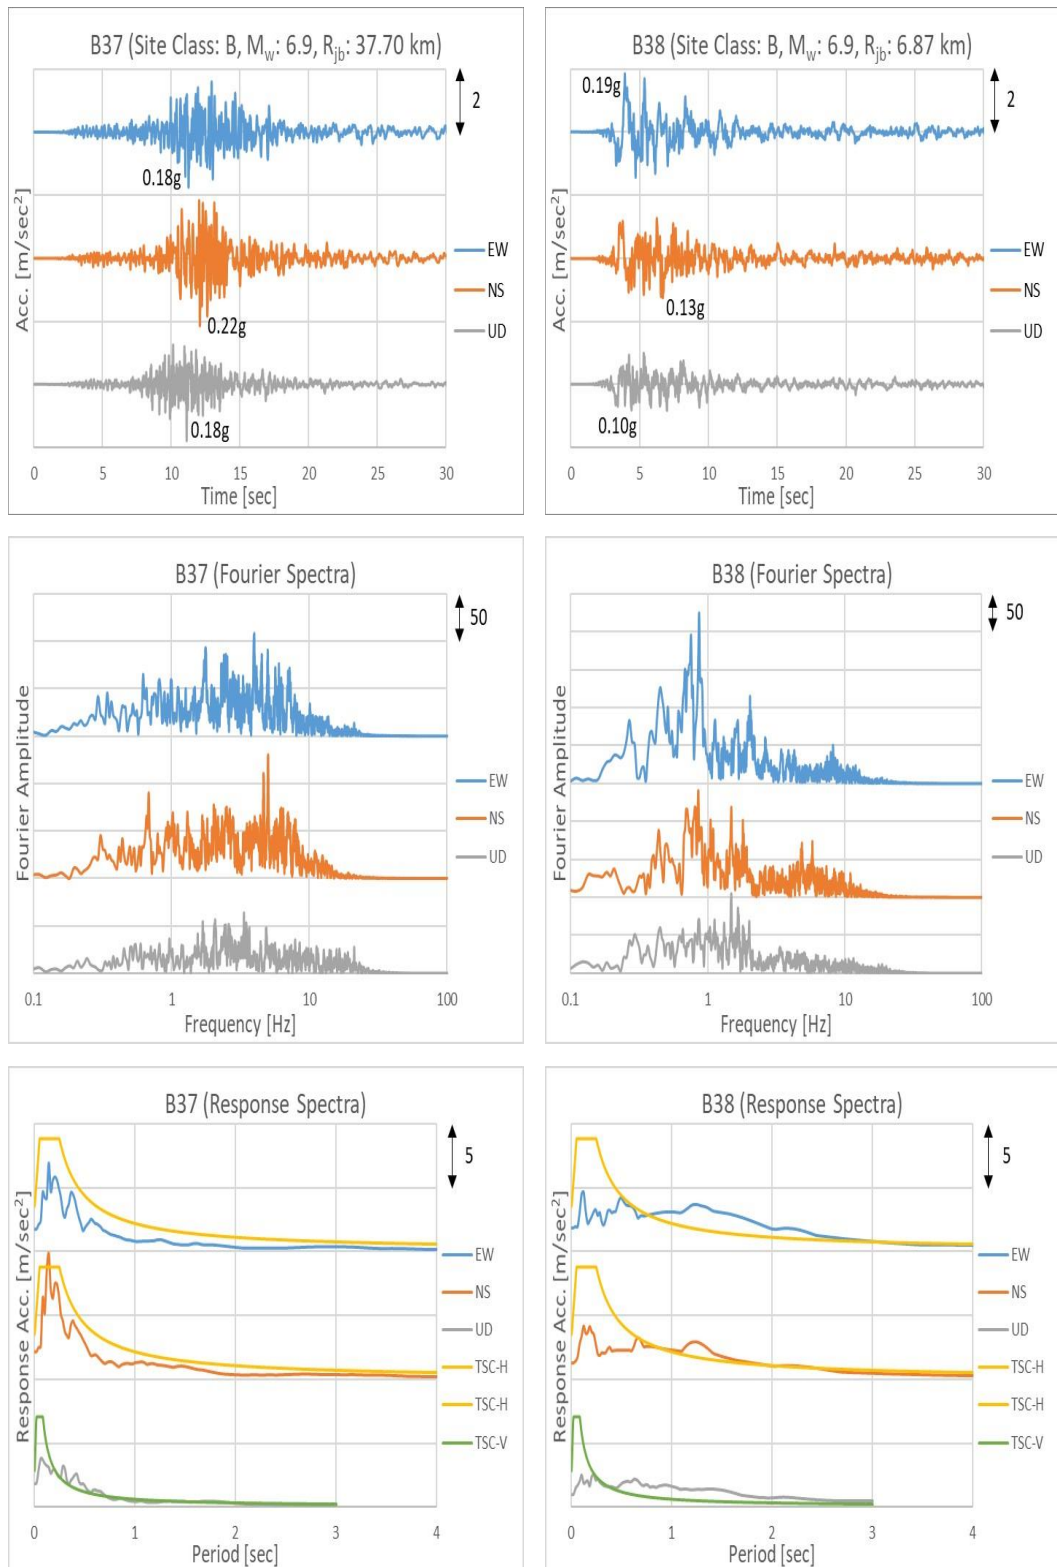 B37 (Site Class: B, Mw: 6.9, Rjb: 37.70 km)
2
0.18g
0.22g
0.18g
Acc. [m/sec²]
EW
NS
UD
0 5 10 15 20 25 30
Time [sec]
B38 (Site Class: B, Mw: 6.9, Rjb: 6.87 km)
2
0.19g
0.13g
0.10g
Acc. [m/sec²]
EW
NS
UD
0 5 10 15 20 25 30
Time [sec]
B37 (Fourier Spectra)
50
Fourier Amplitude
EW
NS
UD
0.1 1 10 100
Frequency [Hz]
B38 (Fourier Spectra)
50
Fourier Amplitude
EW
NS
UD
0.1 1 10 100
Frequency [Hz]
B37 (Response Spectra)
5
Response Acc. [m/sec²]
EW
NS
UD
TSC-H
TSC-H
TSC-V
0 1 2 3 4
Period [sec]
B38 (Response Spectra)
5
Response Acc. [m/sec²]
EW
NS
UD
TSC-H
TSC-H
TSC-V
0 1 2 3 4
Period [sec]